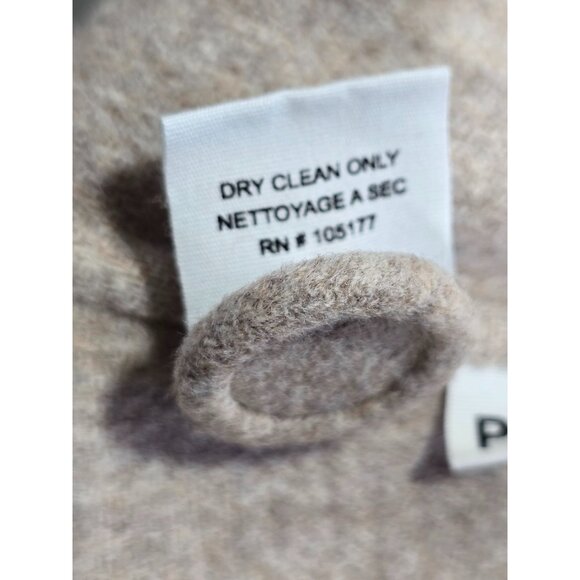 DRY CLEAN ONLY
NETTOYAGE A SEC
RN # 105177
P